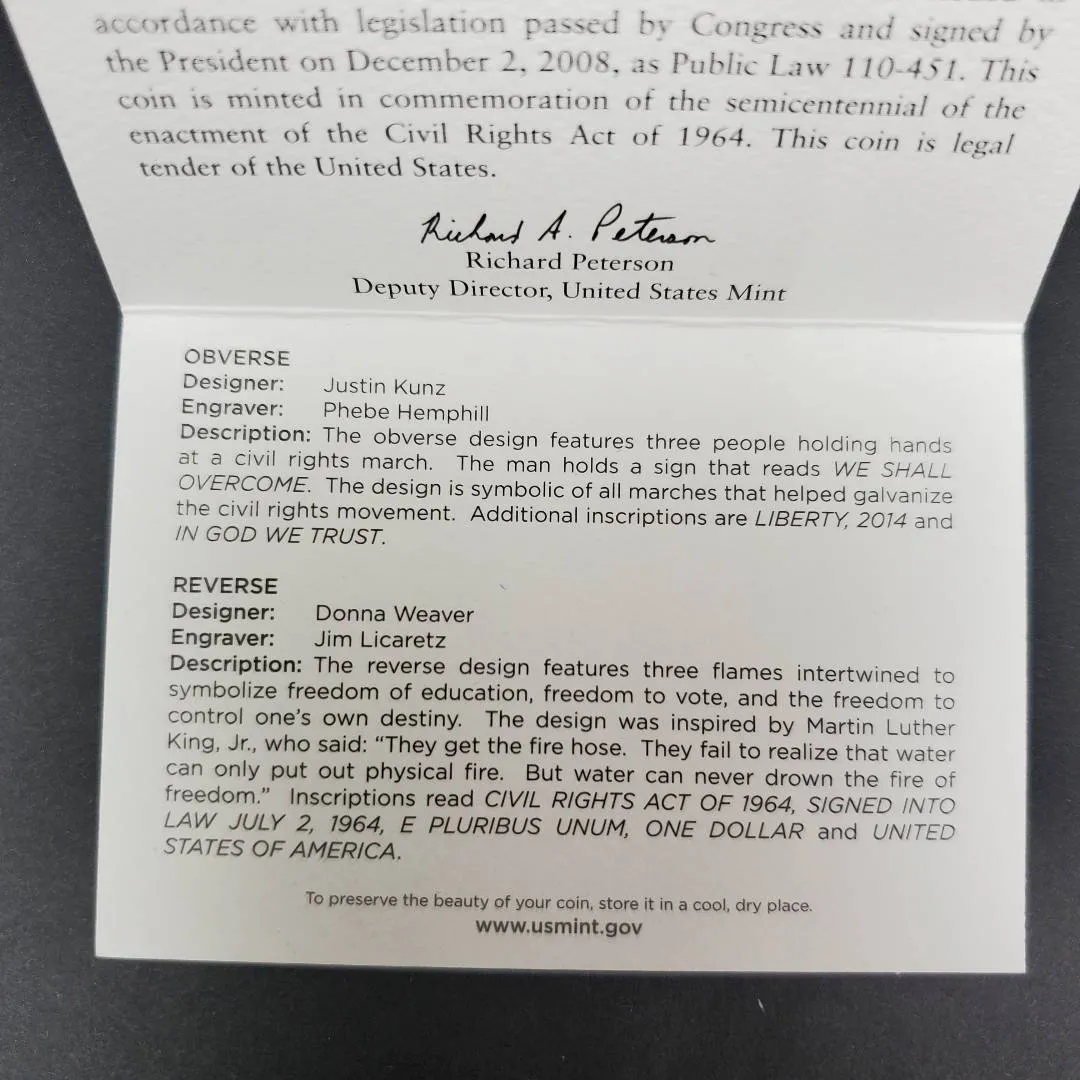 accordance with legislation passed by Congress and signed by
the President on December 2, 2008, as Public Law 110-451. This
coin is minted in commemoration of the semicentennial of the
enactment of the Civil Rights Act of 1964. This coin is legal
tender of the United States.
Richard A. Peterson
Richard Peterson
Deputy Director, United States Mint
OBVERSE
Designer: Justin Kunz
Engraver: Phebe Hemphill
Description: The obverse design features three people holding hands
at a civil rights march. The man holds a sign that reads WE SHALL
OVERCOME. The design is symbolic of all marches that helped galvanize
the civil rights movement. Additional inscriptions are LIBERTY, 2014 and
IN GOD WE TRUST.
REVERSE
Designer: Donna Weaver
Engraver: Jim Licaretz
Description: The reverse design features three flames intertwined to
symbolize freedom of education, freedom to vote, and the freedom to
control one's own destiny. The design was inspired by Martin Luther
King, Jr., who said: “They get the fire hose. They fail to realize that water
can only put out physical fire. But water can never drown the fire of
freedom.” Inscriptions read CIVIL RIGHTS ACT OF 1964, SIGNED INTO
LAW JULY 2, 1964, E PLURIBUS UNUM, ONE DOLLAR and UNITED
STATES OF AMERICA.
To preserve the beauty of your coin, store it in a cool, dry place.
www.usmint.gov